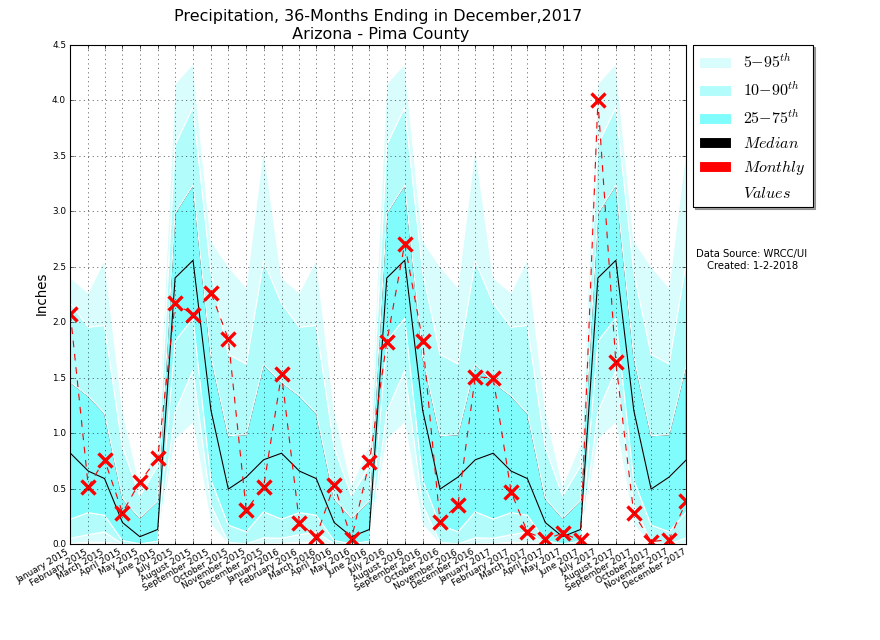 Precipitation, 36-Months Ending in December,2017
Arizona - Pima County
4.5
4.0
3.5
3.0
2.5
2.0
1.5
1.0
0.5
0.0
Inches
January 2015
February 2015
March 2015
April 2015
May 2015
June 2015
July 2015
August 2015
September 2015
October 2015
November 2015
December 2015
January 2016
February 2016
March 2016
April 2016
May 2016
June 2016
July 2016
August 2016
September 2016
October 2016
November 2016
December 2016
January 2017
February 2017
March 2017
April 2017
May 2017
June 2017
July 2017
August 2017
September 2017
October 2017
November 2017
December 2017
5−95th
10−90th
25−75th
Median
Monthly
Values
Data Source: WRCC/UI
Created: 1-2-2018